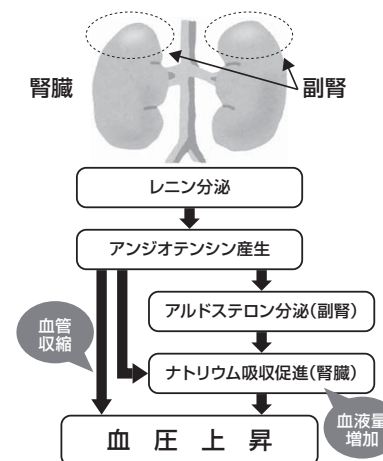 腎臓
副腎
レニン分泌
アンジオテンシン産生
アルドステロン分泌(副腎)
血管
収縮
ナトリウム吸収促進(腎臓)
血液量
増加
血圧上昇